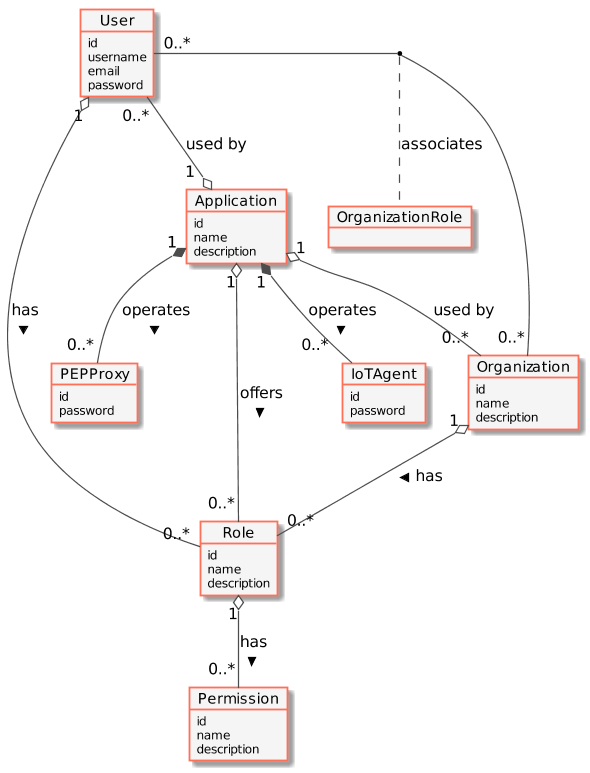 User
id
username
email
password
0..*
associates
1
0..*
used by
1
OrganizationRole
Application
id
name
description
1
1
1
1
has
operates
operates
used by
0..*
0..*
0..*
0..*
PEPProxy
id
password
IoTAgent
id
password
Organization
id
name
description
offers
1
has
0..*
0..*
0..*
Role
id
name
description
1
has
0..*
Permission
id
name
description